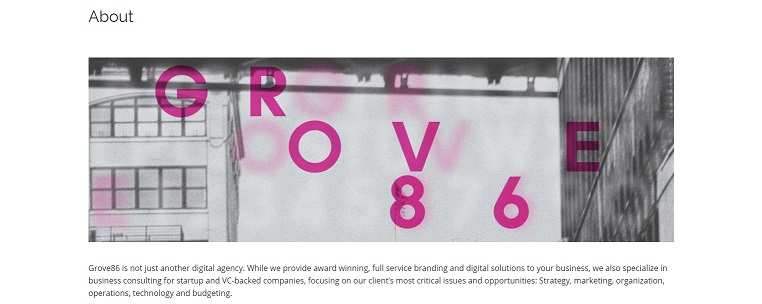 About
G R
O V E
8 6
Grove86 is not just another digital agency. While we provide award winning, full service branding and digital solutions to your business, we also specialize in
business consulting for startup and VC-backed companies, focusing on our client's most critical issues and opportunities: Strategy, marketing, organization,
operations, technology and budgeting.